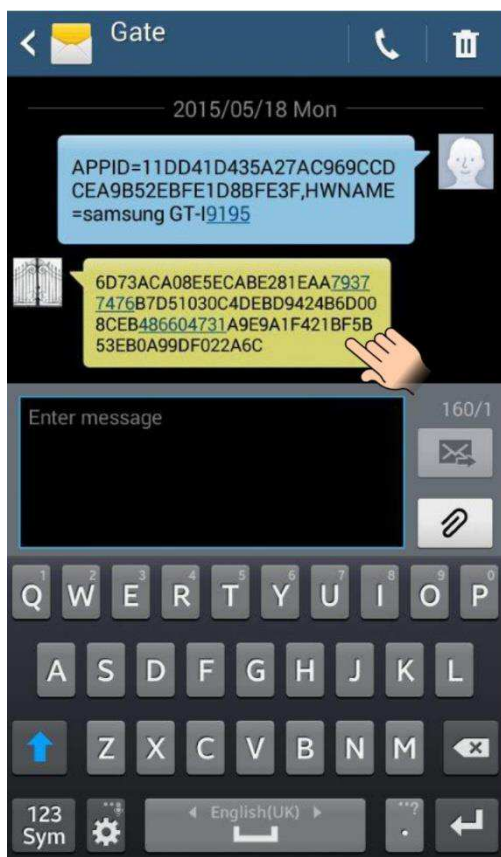 Gate
2015/05/18 Mon
APPID=11DD41D435A27AC969CCD
CEA9B52EBFE1D8BFE3F,HWNAME
=samsung GT-I9195
6D73ACA08E5ECABE281EAA7937
7476B7D51030C4DEBD9424B6D00
8CEB486604731A9E9A1F421BF5B
53EB0A99DF022A6C
Enter message
160/1
1 2 3 4 5 6 7 8 9 0
Q W E R T Y U I O P
A S D F G H J K L
Z X C V B N M
123
Sym
English(UK)
. ?